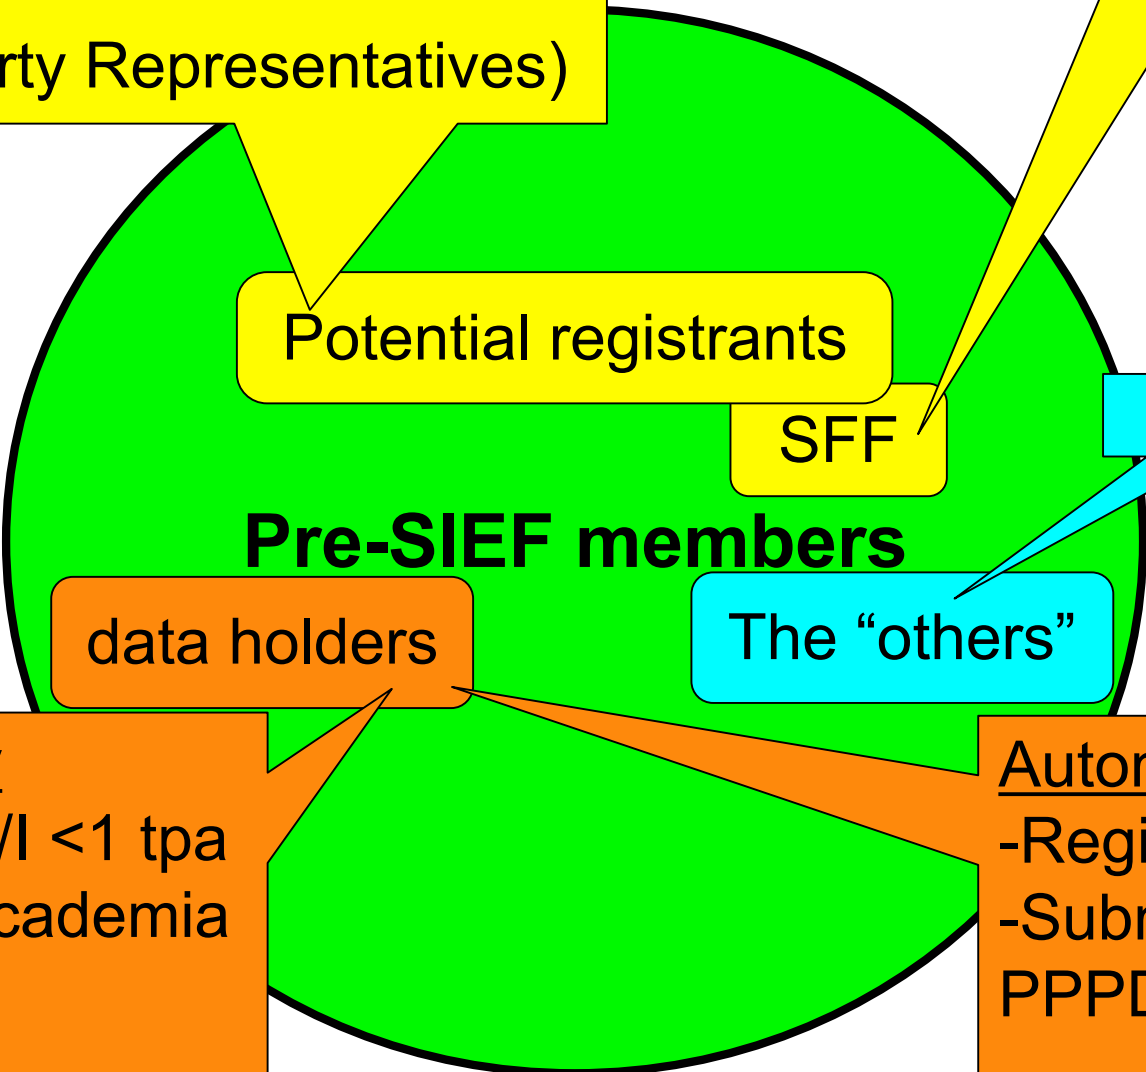 rty Representatives)
Potential registrants
SFF
Pre-SIEF members
data holders
The “others”
/I <1 tpa
cademia
Autor
-Regi
-Subr
PPPD